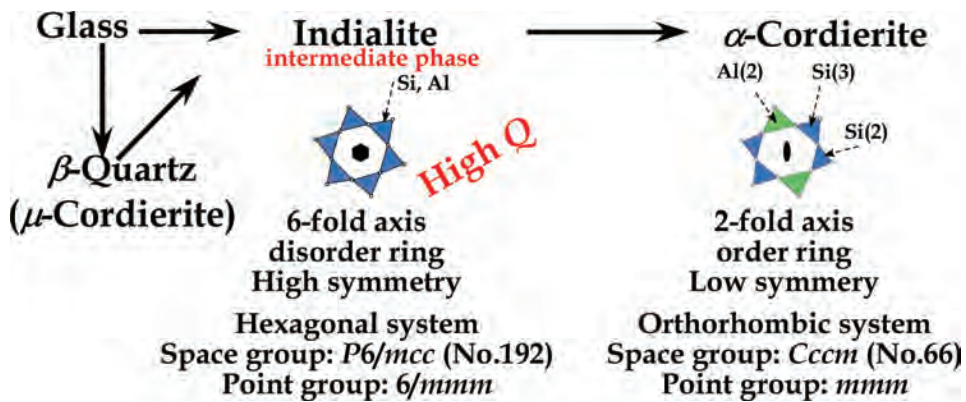 Glass
Indialite
α-Cordierite
intermediate phase
Si, Al
Al(2)
Si(3)
Si(2)
High Q
β-Quartz
(μ-Cordierite)
6-fold axis
disorder ring
High symmetry
2-fold axis
order ring
Low symmery
Hexagonal system
Space group: P6/mcc (No.192)
Point group: 6/mmm
Orthorhombic system
Space group: Cccm (No.66)
Point group: mmm